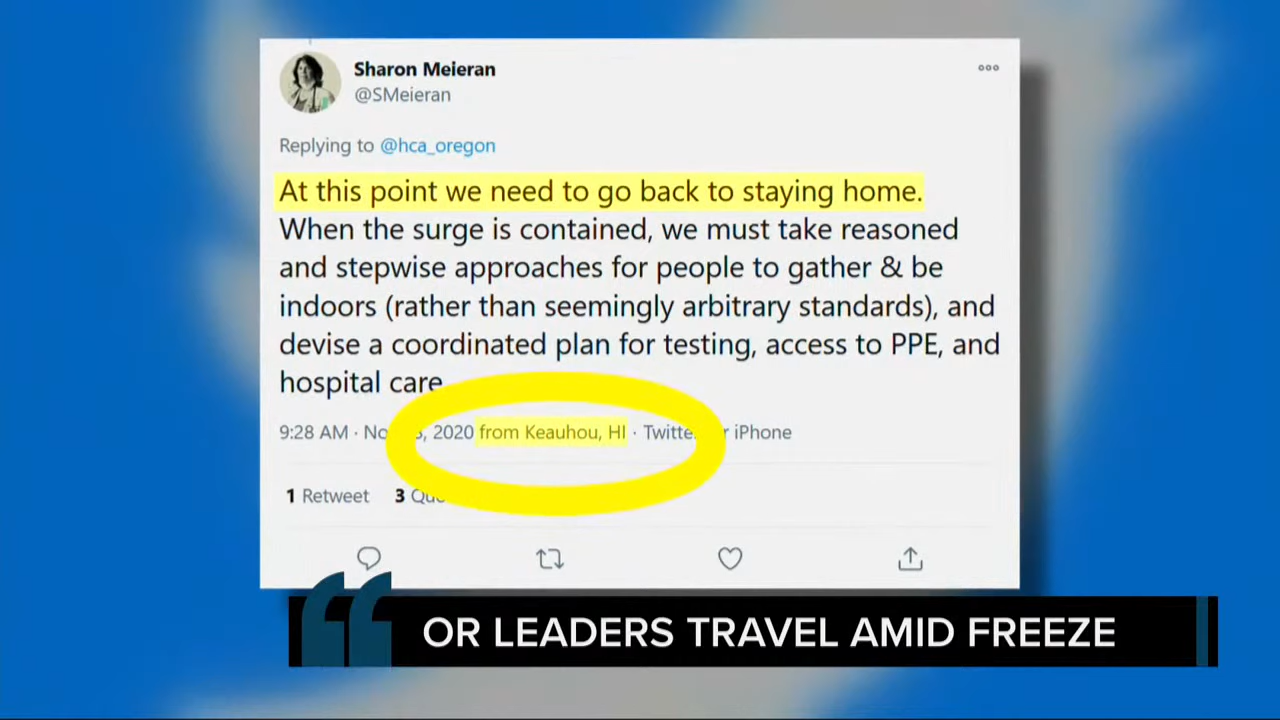 Sharon Meieran
@SMeieran
Replying to @hca_oregon
At this point we need to go back to staying home.
When the surge is contained, we must take reasoned
and stepwise approaches for people to gather & be
indoors (rather than seemingly arbitrary standards), and
devise a coordinated plan for testing, access to PPE, and
hospital care
9:28 AM · 2020 from Keauhou, HI · iPhone
1 Retweet 3
OR LEADERS TRAVEL AMID FREEZE